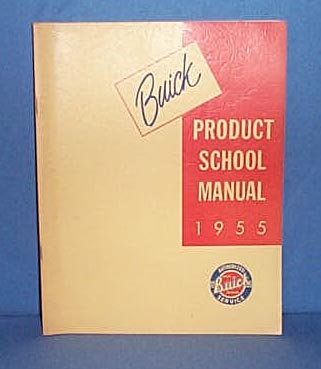 Buick
PRODUCT
SCHOOL
MANUAL
1955
AUTHORIZED
Buick
SERVICE